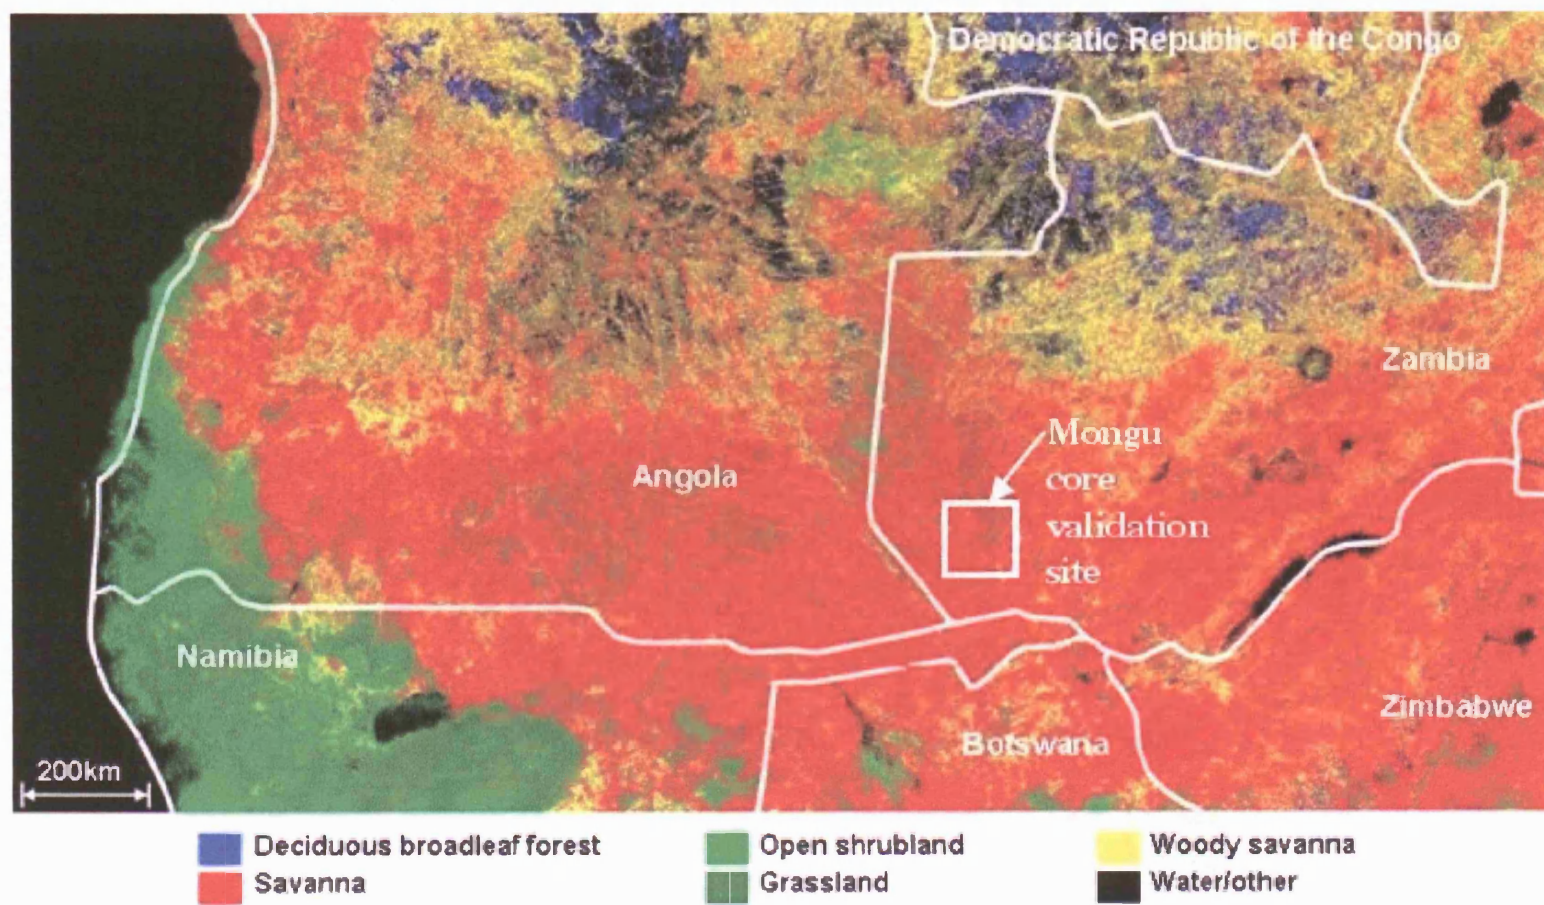 Democratic Republic of the Congo
Zambia
Mongu
core
validation
site
Angola
Namibia
Zimbabwe
Botswana
200km
Deciduous broadleaf forest
Open shrubland
Woody savanna
Savanna
Grassland
Water/other